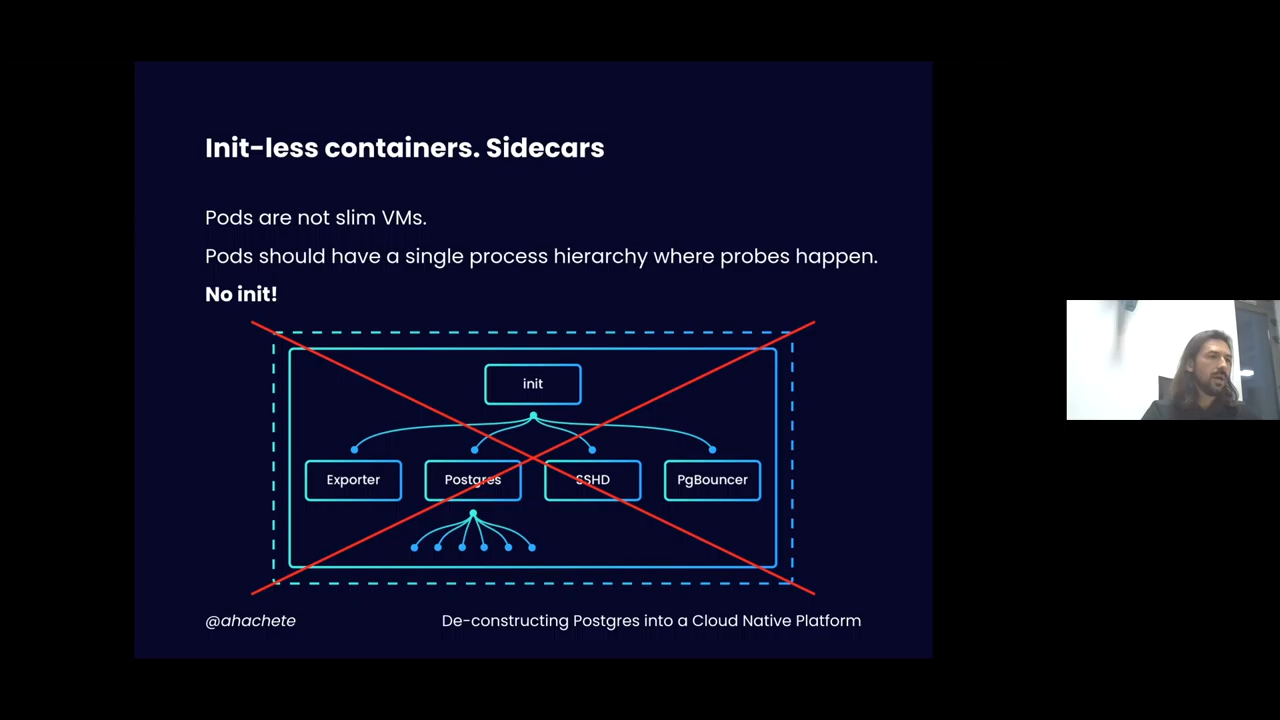 Init-less containers. Sidecars
Pods are not slim VMs.
Pods should have a single process hierarchy where probes happen.
No init!
init
Exporter
Postgres
SSHD
PgBouncer
@ahachete
De-constructing Postgres into a Cloud Native Platform